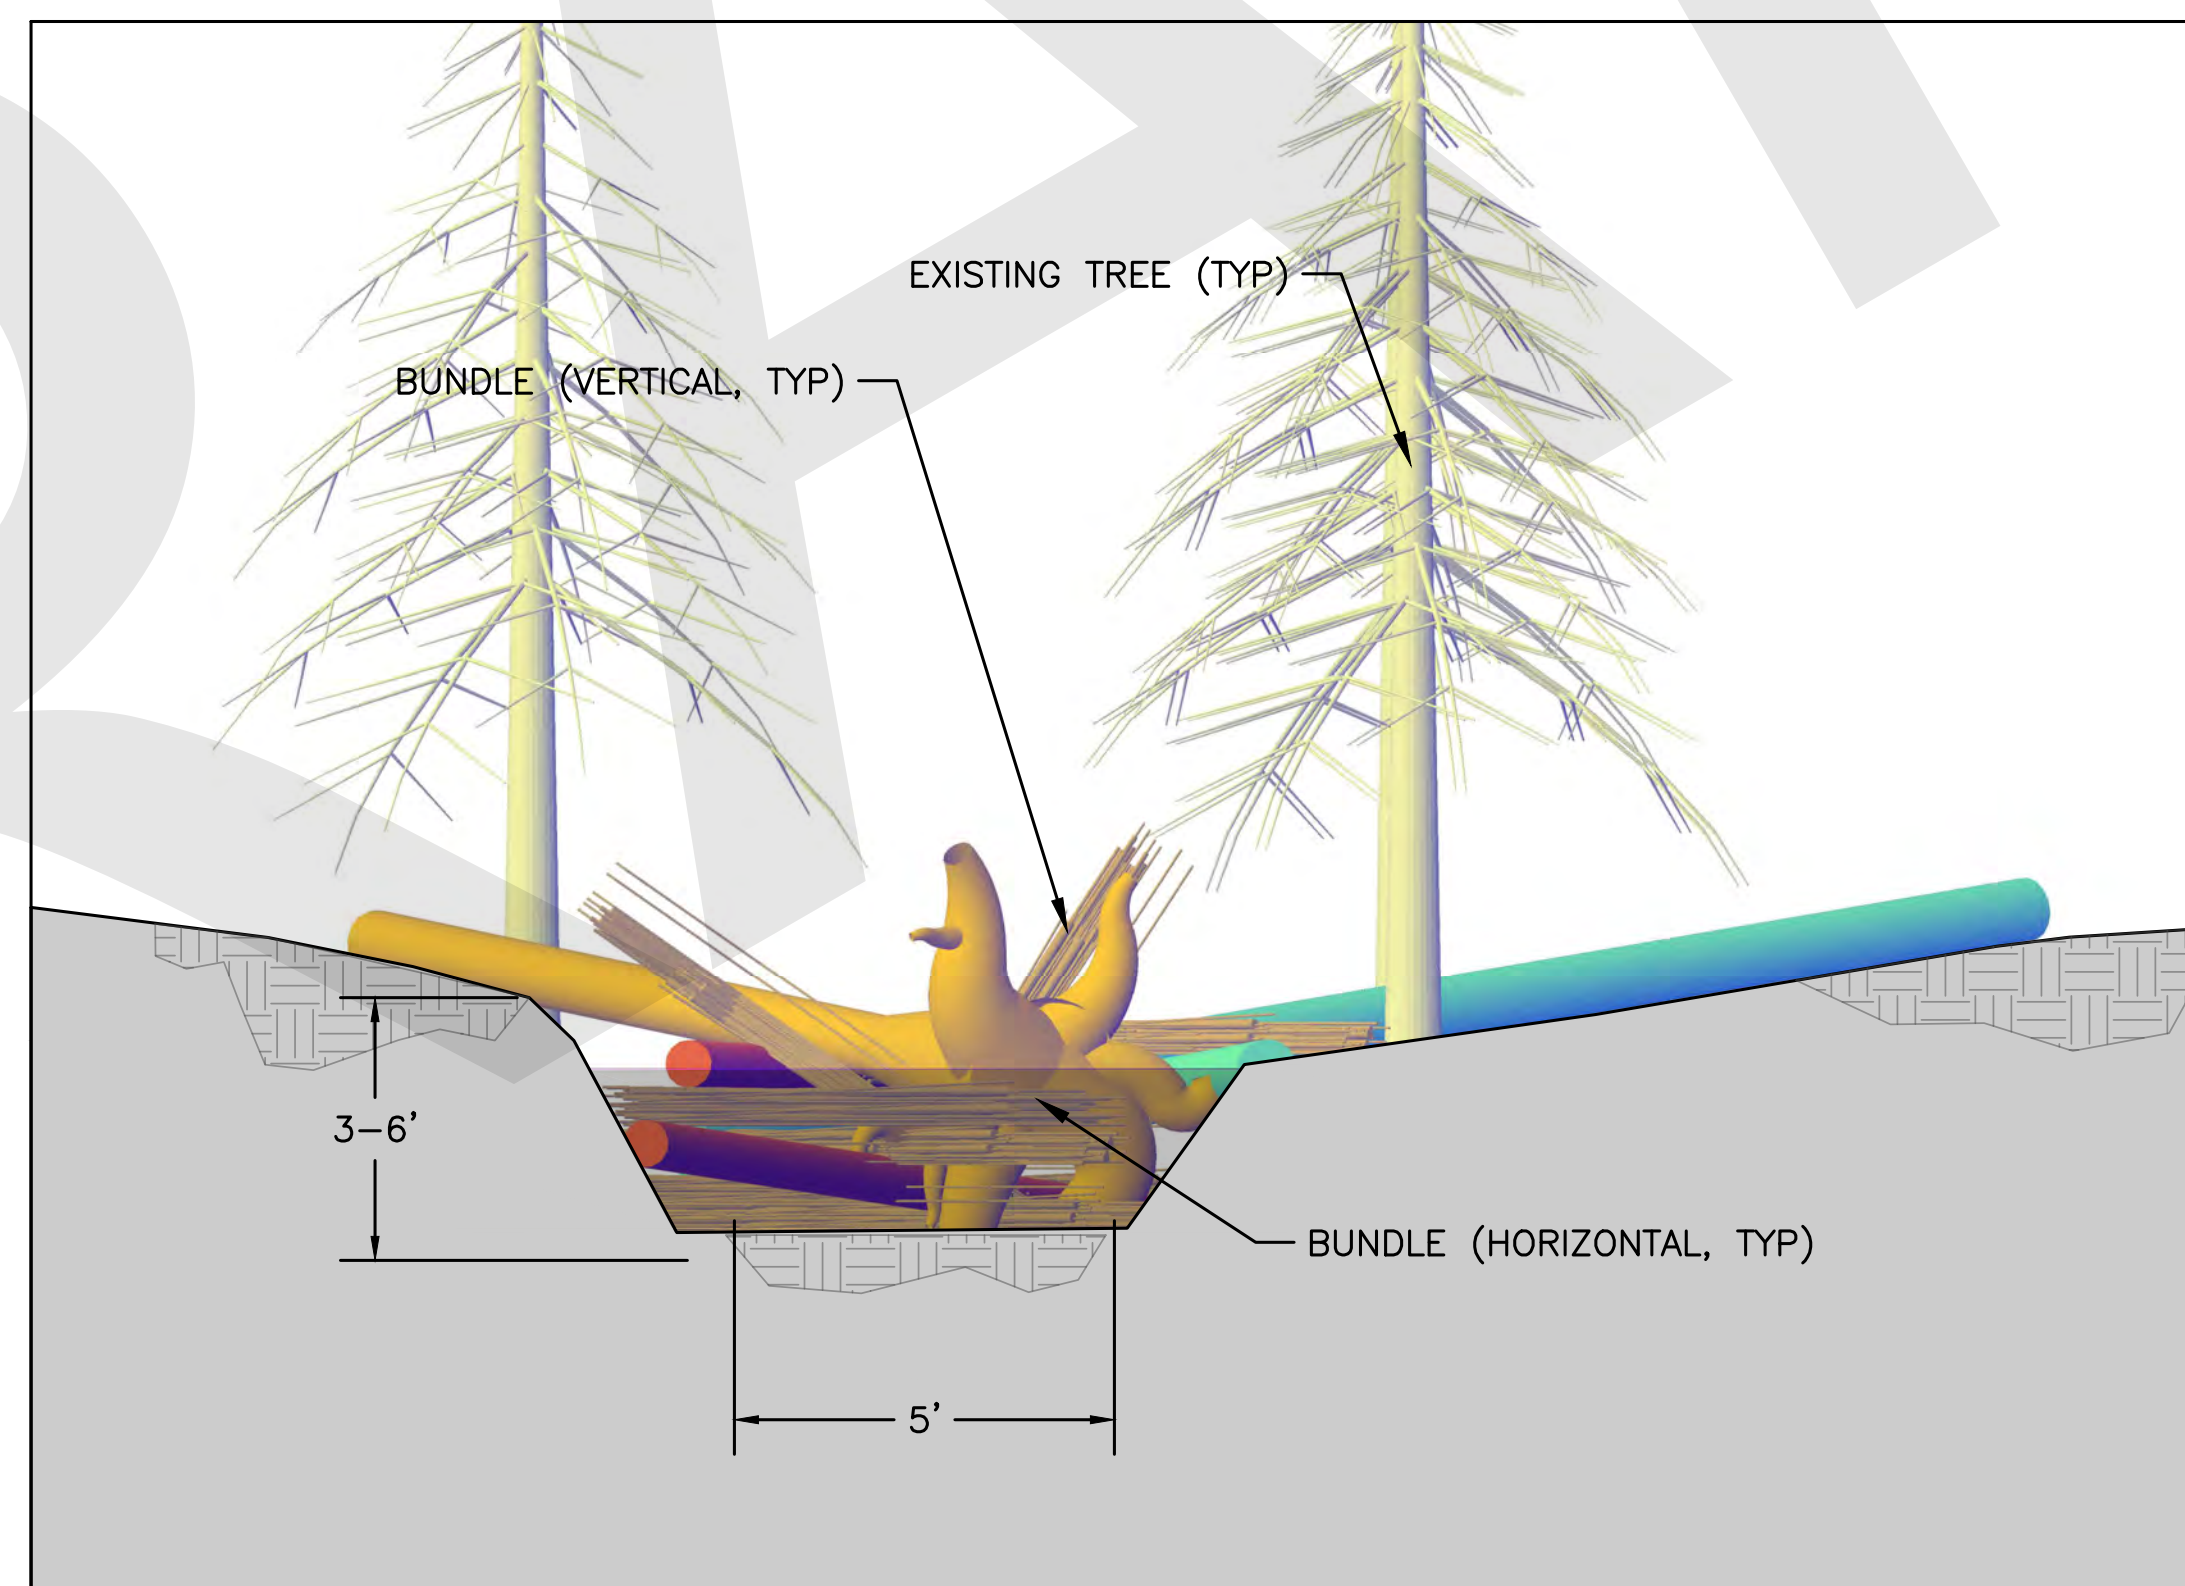 EXISTING TREE (TYP)
BUNDLE (VERTICAL, TYP)
3-6'
BUNDLE (HORIZONTAL, TYP)
5'